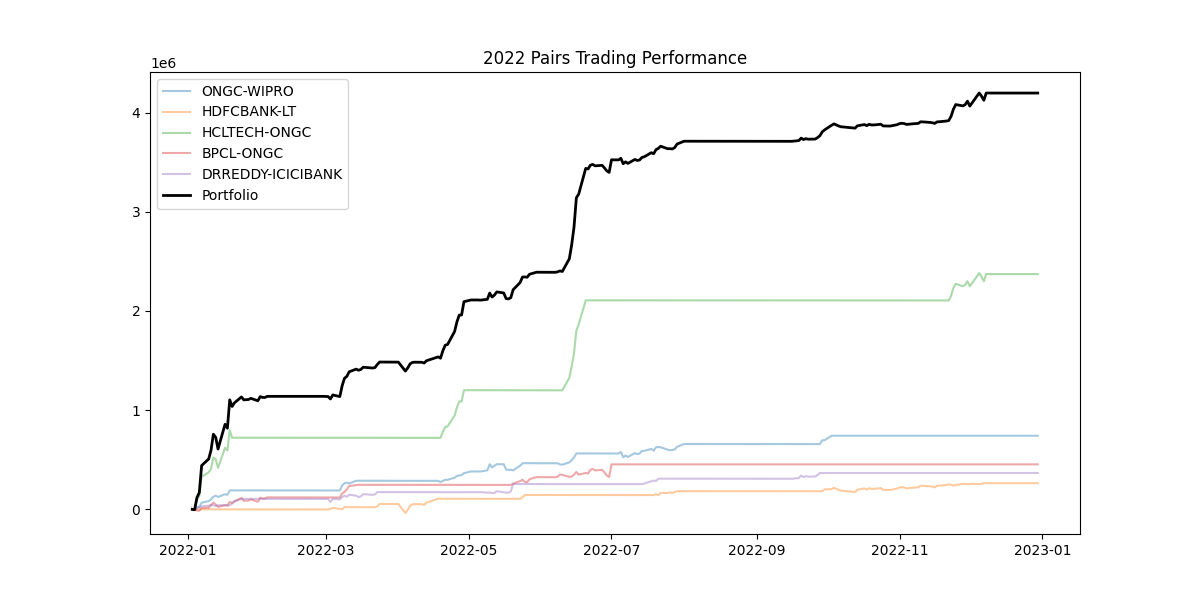 2022 Pairs Trading Performance
1e6
ONGC-WIPRO
HDFCBANK-LT
HCLTECH-ONGC
BPCL-ONGC
DRREDDY-ICICIBANK
Portfolio
4
3
2
1
0
2022-01 2022-03 2022-05 2022-07 2022-09 2022-11 2023-01